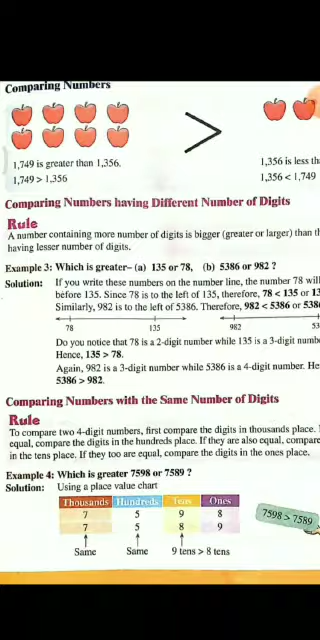 Comparing Numbers
>
1,749 is greater than 1,356.
1,356 is less
1,749 > 1,356
1,356 < 1,749
Comparing Numbers having Different Number of Digits
Rule
A number containing more number of digits is bigger (greater or larger) than
having lesser number of digits.
Example 3: Which is greater– (a) 135 or 78, (b) 5386 or 982 ?
Solution: If you write these numbers on the number line, the number 78 will
before 135. Since 78 is to the left of 135, therefore, 78 < 135 or
Similarly, 982 is to the left of 5386. Therefore, 982 < 5386 or
78 135 982
Do you notice that 78 is a 2-digit number while 135 is a 3-digit
Hence, 135 > 78.
Again, 982 is a 3-digit number while 5386 is a 4-digit number.
5386 > 982.
Comparing Numbers with the Same Number of Digits
Rule
To compare two 4-digit numbers, first compare the digits in thousands place.
equal, compare the digits in the hundreds place. If they are also equal, compare
in the tens place. If they too are equal, compare the digits in the ones place.
Example 4: Which is greater 7598 or 7589 ?
Solution: Using a place value chart
Thousands Hundreds Tens Ones
7 5 9 8
7 5 8 9
Same Same 9 tens > 8 tens
7598 > 7589